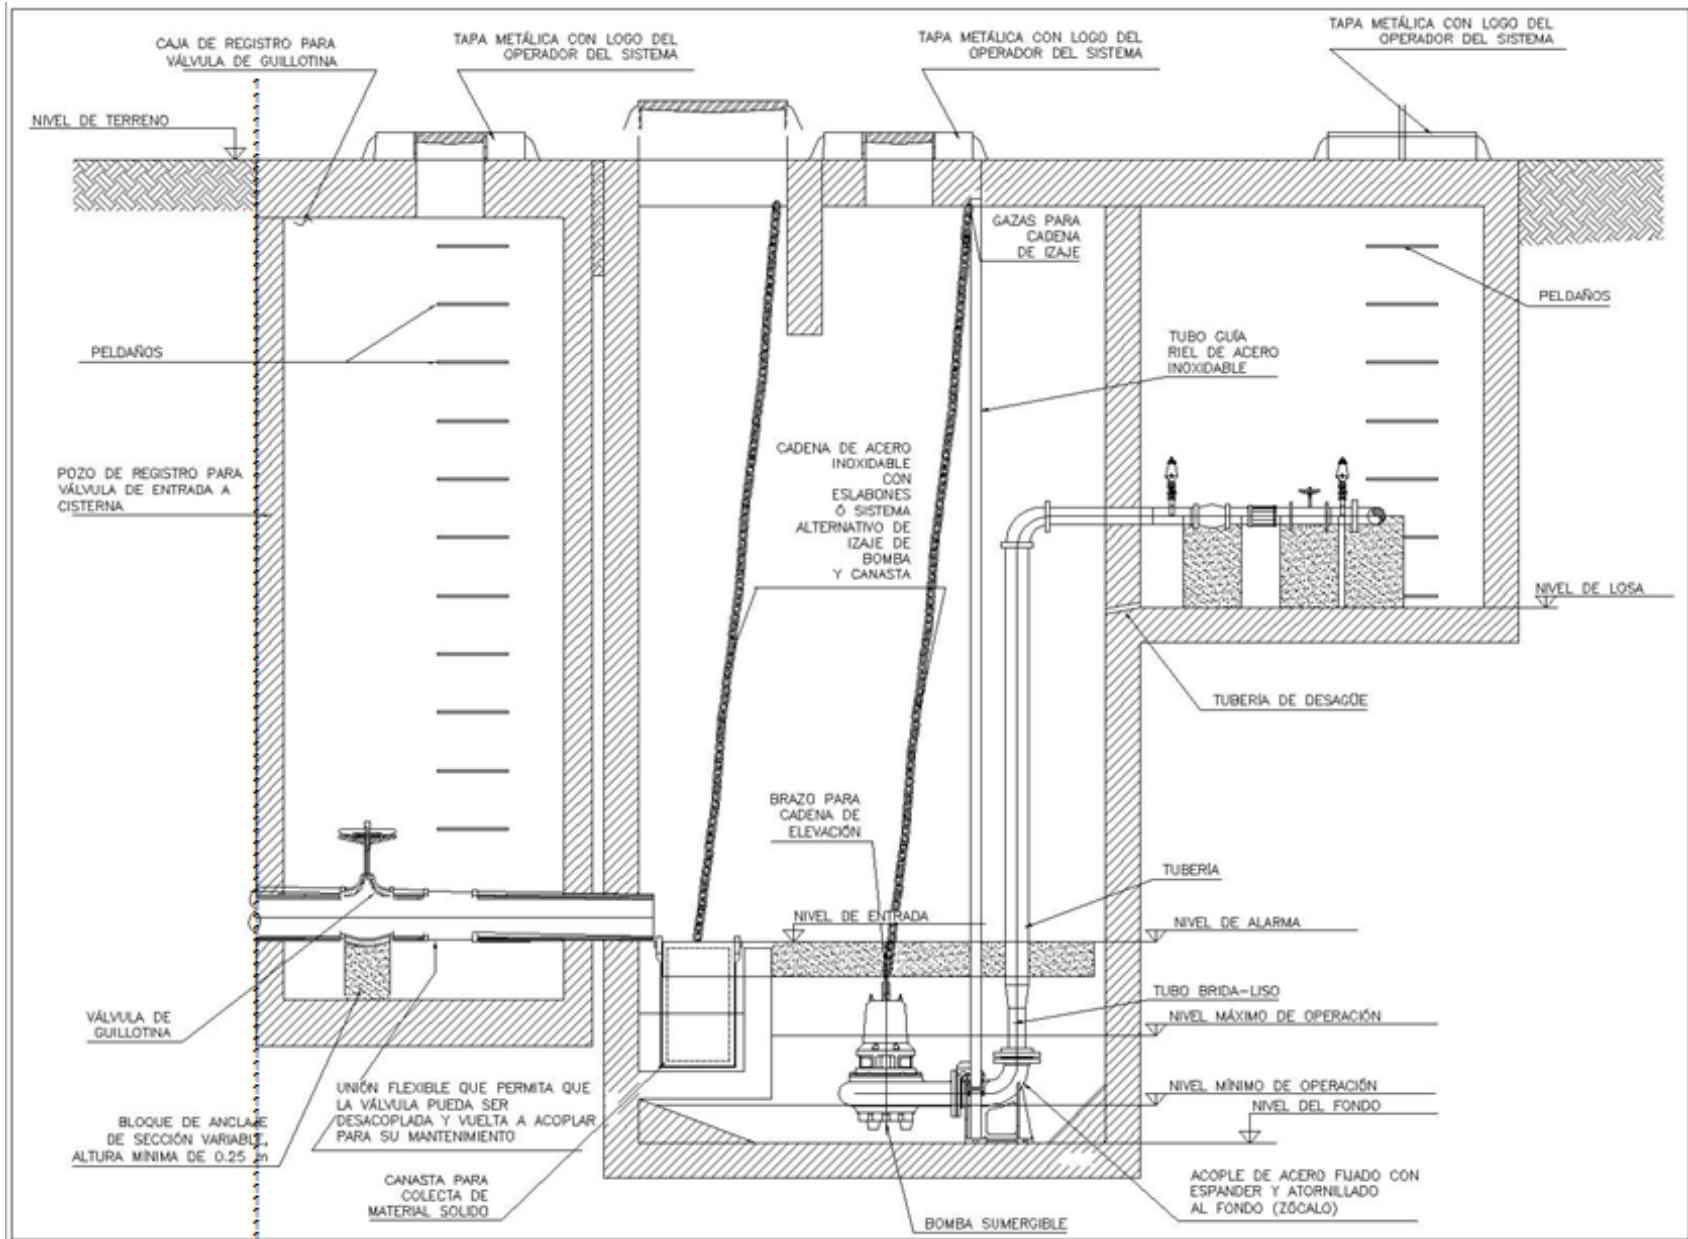 CAJA DE REGISTRO PARA
VÁLVULA DE GUILLOTINA
TAPA METÁLICA CON LOGO DEL
OPERADOR DEL SISTEMA
TAPA METÁLICA CON LOGO DEL
OPERADOR DEL SISTEMA
TAPA METÁLICA CON LOGO DEL
OPERADOR DEL SISTEMA
NIVEL DE TERRENO
GAZAS PARA
CADENA
DE IZAJE
PELDAÑOS
PELDAÑOS
TUBO GUÍA
RIEL DE ACERO
INOXIDABLE
CADENA DE ACERO
INOXIDABLE
CON
ESLABONES
Ó SISTEMA
ALTERNATIVO DE
IZAJE DE
BOMBA
Y CANASTA
POZO DE REGISTRO PARA
VÁLVULA DE ENTRADA A
CISTERNA
NIVEL DE LOSA
TUBERÍA DE DESAGÜE
BRAZO PARA
CADENA DE
ELEVACIÓN
TUBERÍA
NIVEL DE ENTRADA
NIVEL DE ALARMA
TUBO BRIDA-LISO
NIVEL MÁXIMO DE OPERACIÓN
VÁLVULA DE
GUILLOTINA
NIVEL MÍNIMO DE OPERACIÓN
NIVEL DEL FONDO
UNIÓN FLEXIBLE QUE PERMITA QUE
LA VÁLVULA PUEDA SER
DESACOPLADA Y VUELTA A ACOPLAR
PARA SU MANTENIMIENTO
BLOQUE DE ANCLAJE
DE SECCIÓN VARIABLE,
ALTURA MÍNIMA DE 0.25 m
CANASTA PARA
COLECTA DE
MATERIAL SOLIDO
BOMBA SUMERGIBLE
ACOPLE DE ACERO FIJADO CON
ESPANDER Y ATORNILLADO
AL FONDO (ZÓCALO)